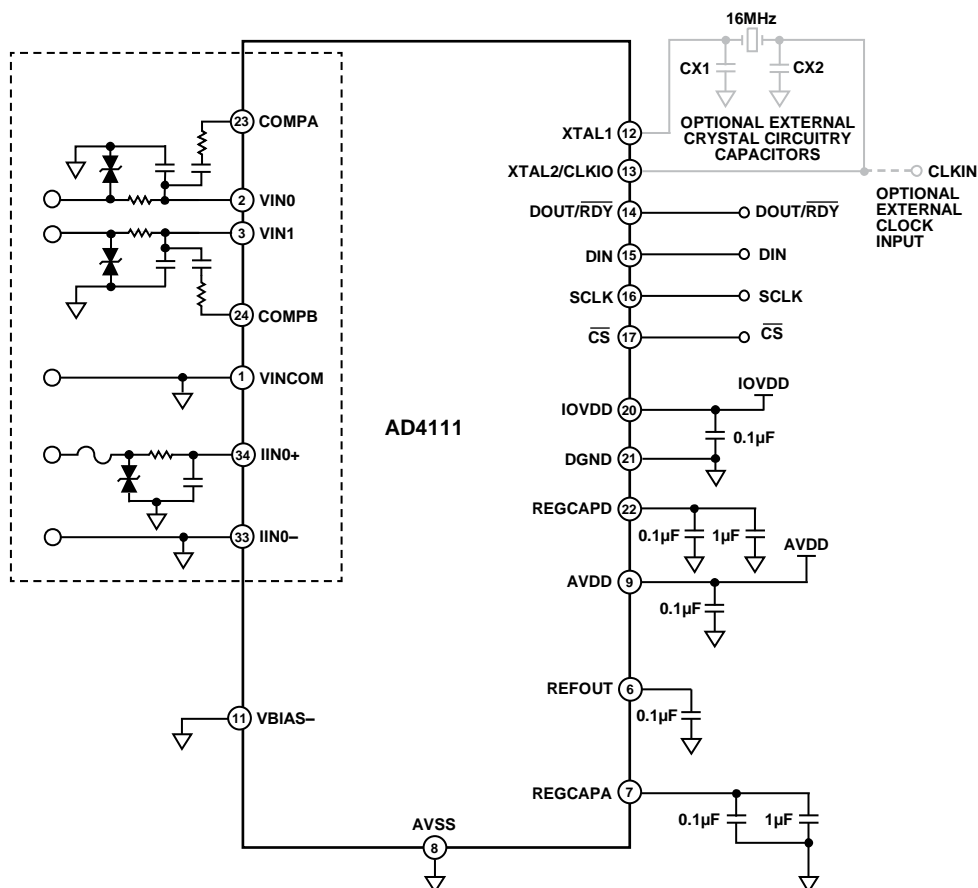 16MHz
CX1
CX2
OPTIONAL EXTERNAL
CRYSTAL CIRCUITRY
CAPACITORS
23 COMPA
2 VIN0
3 VIN1
24 COMPB
1 VINCOM
34 IIN0+
33 IIN0–
11 VBIAS–
AD4111
AVSS
8
XTAL1 12
XTAL2/CLKIO 13
CLKIN
OPTIONAL
EXTERNAL
CLOCK
INPUT
DOUT/RDY 14 DOUT/RDY
DIN 15 DIN
SCLK 16 SCLK
CS 17 CS
IOVDD
IOVDD 20
0.1µF
DGND 21
REGCAPD 22
0.1µF 1µF
AVDD
AVDD 9
0.1µF
REFOUT 6
0.1µF
REGCAPA 7
0.1µF 1µF